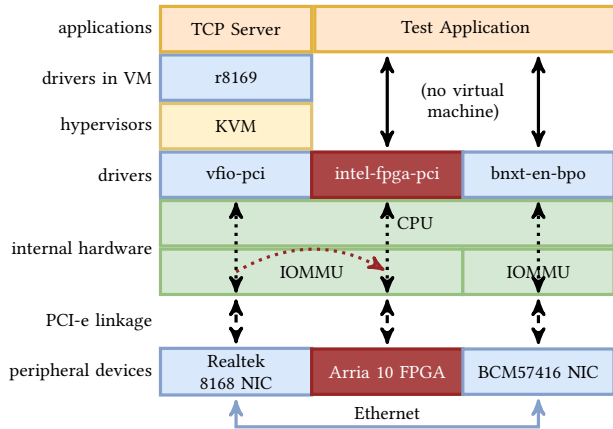 applications
TCP Server
Test Application
drivers in VM
r8169
(no virtual
machine)
hypervisors
KVM
drivers
vfio-pci
intel-fpga-pci
bnxt-en-bpo
CPU
internal hardware
IOMMU
IOMMU
PCI-e linkage
peripheral devices
Realtek
8168 NIC
Arria 10 FPGA
BCM57416 NIC
Ethernet